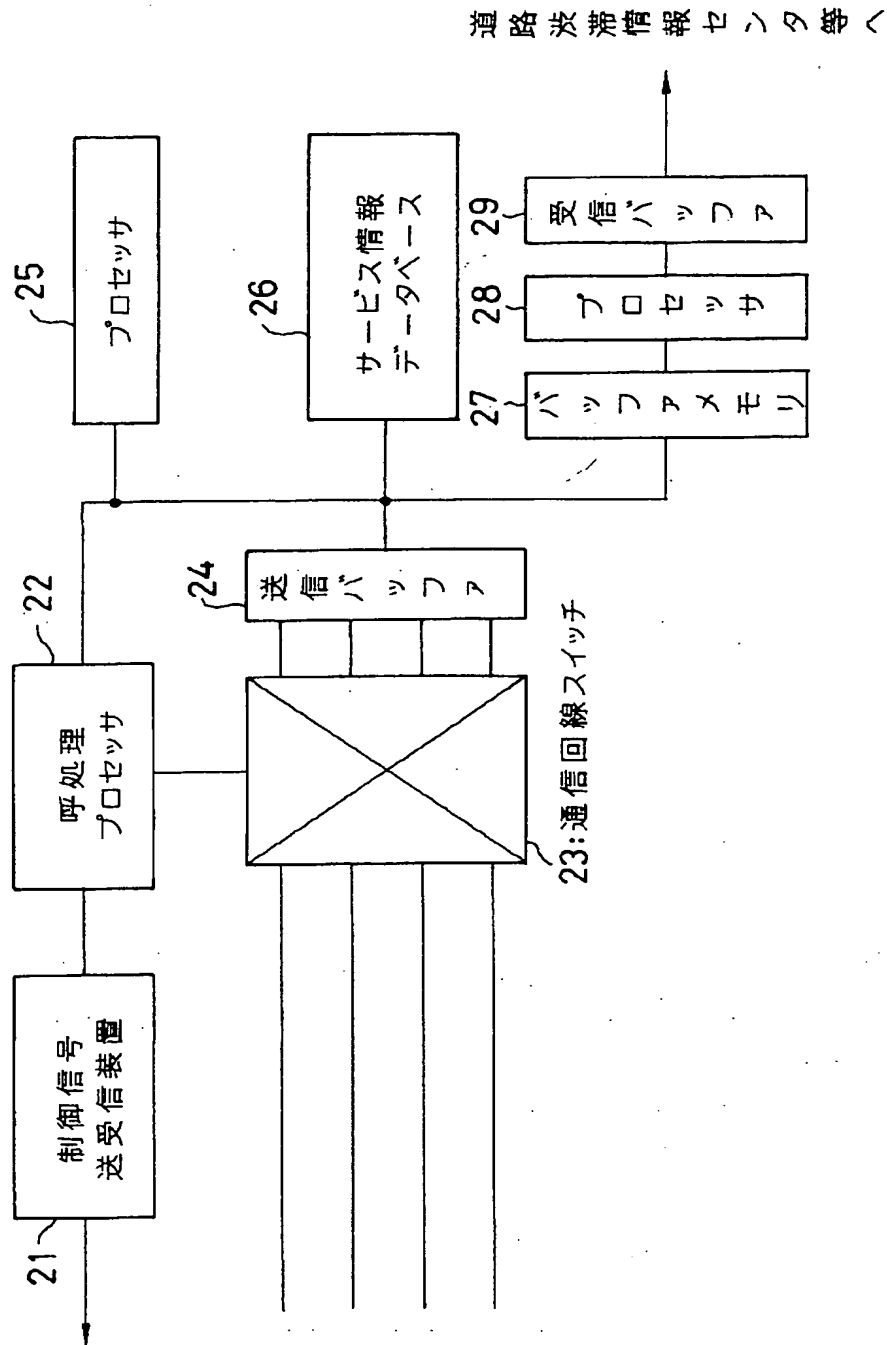 21
制御信号
送受信装置
22
呼処理
プロセッサ
25
プロセッサ
23:通信回線スイッチ
24
送信バッファ
26
サービス情報
データベース
27
バッファメモリ
28
プロセッサ
29
受信バッファ
道路渋滞情報センタ等へ